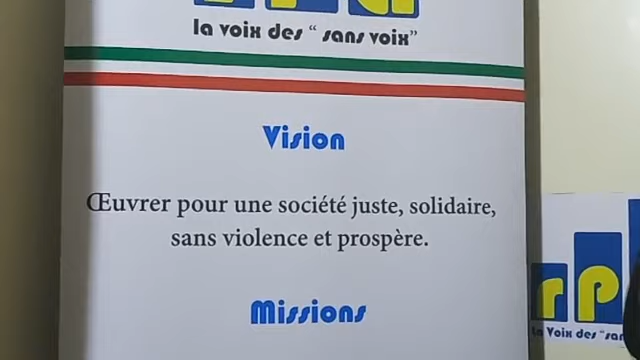 la voix des “ sans voix”
Vision
Œuvrer pour une société juste, solidaire,
sans violence et prospère.
Missions
rp
la Voix des “sa